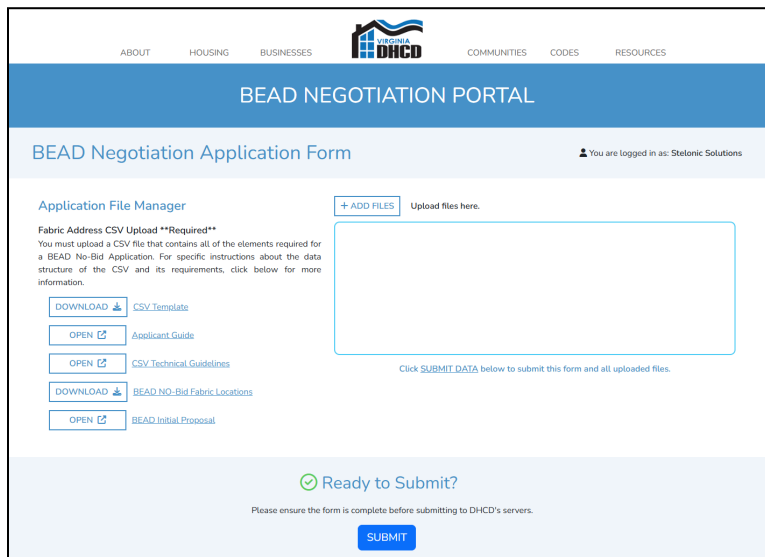 ABOUT
HOUSING
BUSINESSES
VIRGINIA
DHCD
COMMUNITIES
CODES
RESOURCES
BEAD NEGOTIATION PORTAL
BEAD Negotiation Application Form
You are logged in as: Stelonic Solutions
Application File Manager
Fabric Address CSV Upload **Required**
You must upload a CSV file that contains all of the elements required for
a BEAD No-Bid Application. For specific instructions about the data
structure of the CSV and its requirements, click below for more
information.
DOWNLOAD CSV Template
OPEN Applicant Guide
OPEN CSV Technical Guidelines
DOWNLOAD BEAD NO-Bid Fabric Locations
OPEN BEAD Initial Proposal
+ ADD FILES Upload files here.
Click SUBMIT DATA below to submit this form and all uploaded files.
Ready to Submit?
Please ensure the form is complete before submitting to DHCD's servers.
SUBMIT